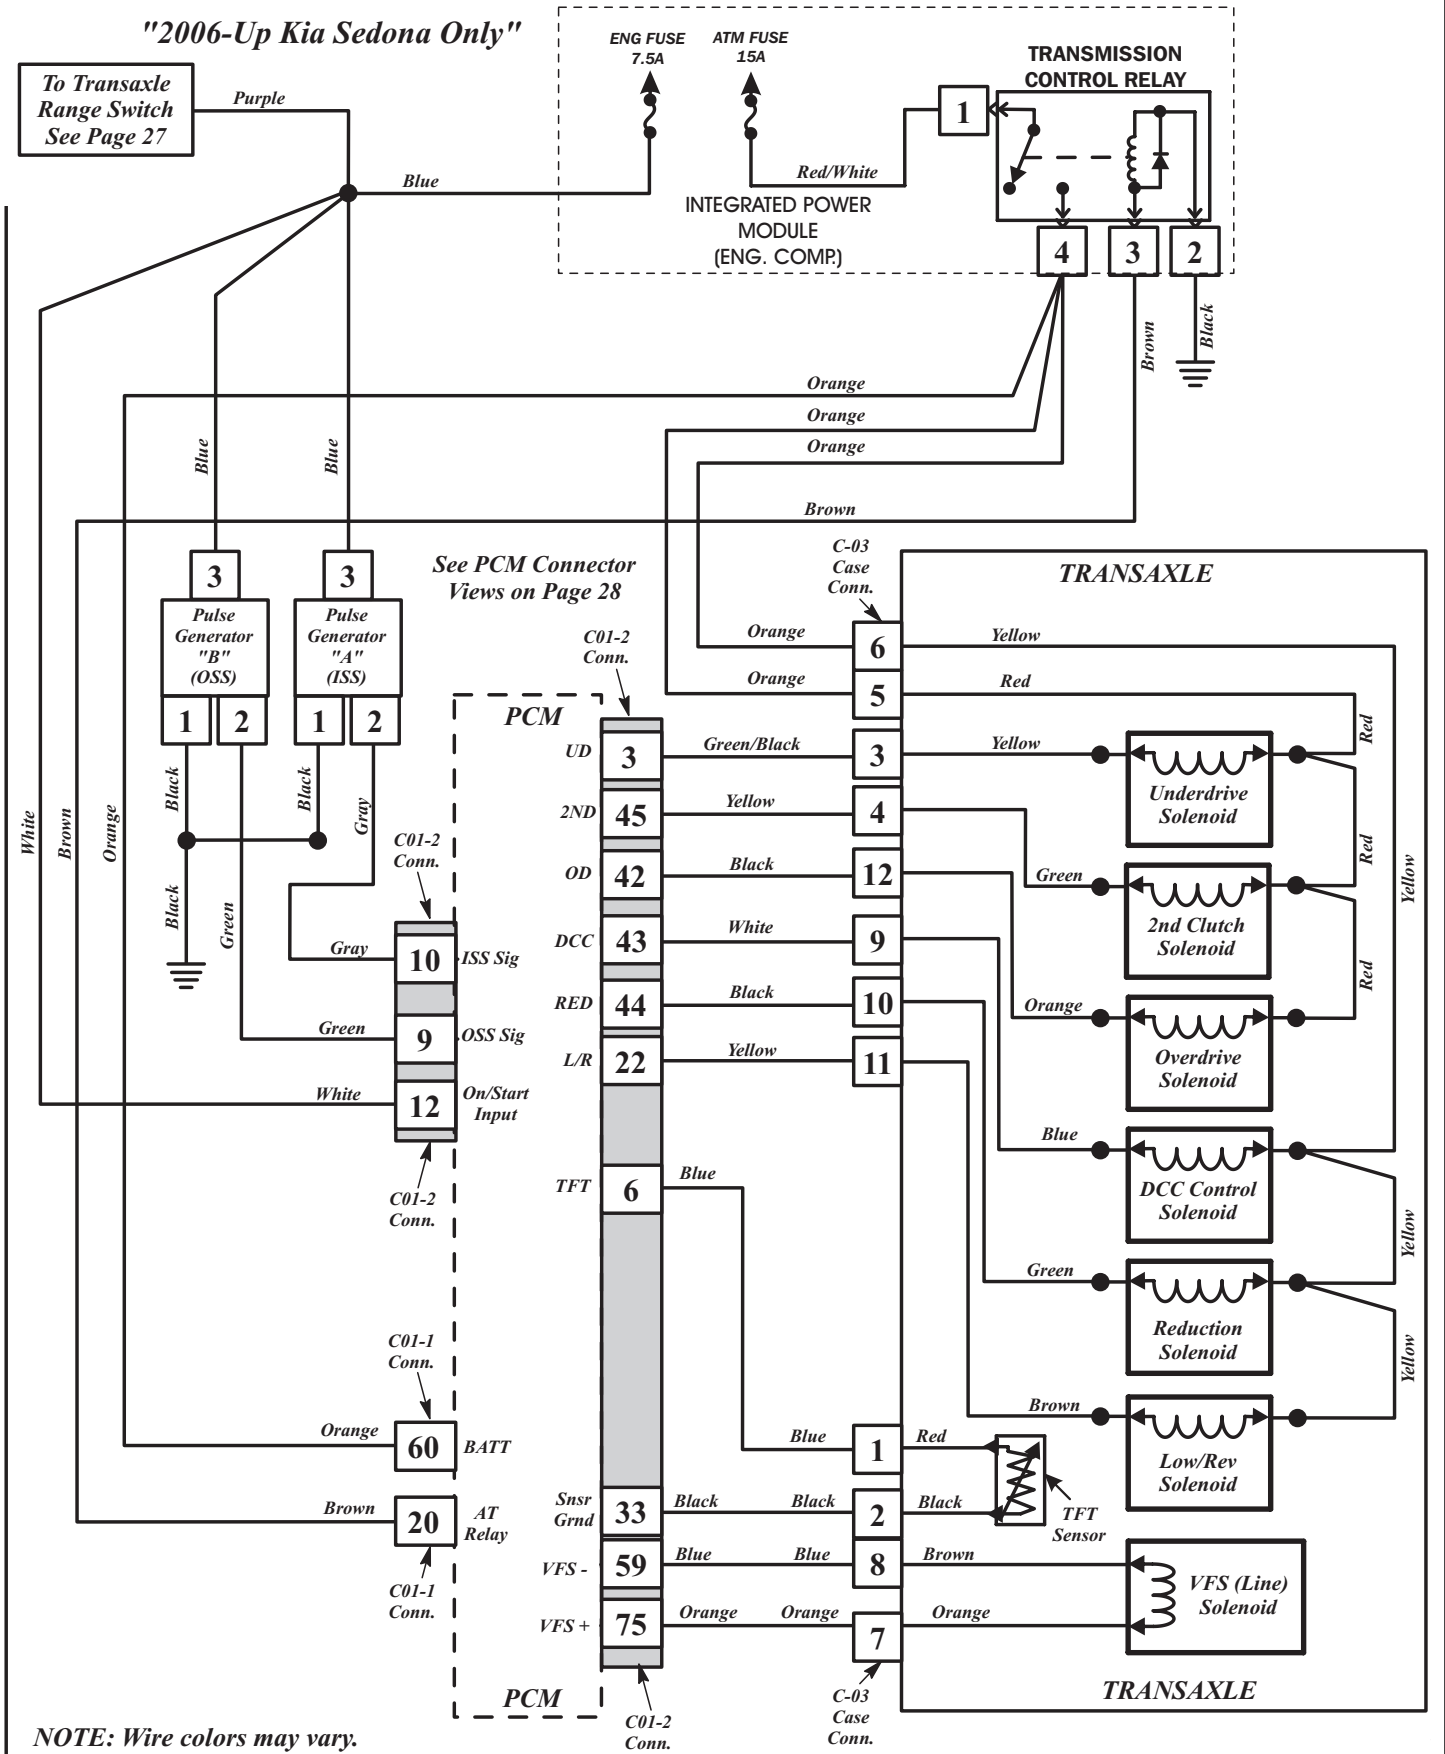 "2006-Up Kia Sedona Only"
To Transaxle
Range Switch
See Page 27
Purple
Blue
ENG FUSE
7.5A
ATM FUSE
15A
Red/White
INTEGRATED POWER
MODULE
(ENG. COMP.)
TRANSMISSION
CONTROL RELAY
1
4
3
2
Brown
Black
Orange
Orange
Orange
Brown
Blue
Blue
3
3
Pulse
Generator
"B"
(OSS)
Pulse
Generator
"A"
(ISS)
1
2
1
2
White
Brown
Orange
Black
Black
Gray
Black
Green
See PCM Connector
Views on Page 28
C01-2
Conn.
C01-2
Conn.
PCM
Gray
10
ISS Sig
Green
9
OSS Sig
White
12
On/Start
Input
C01-2
Conn.
C01-1
Conn.
Orange
60
BATT
Brown
20
AT
Relay
C01-1
Conn.
UD
3
Green/Black
3
Yellow
2ND
45
Yellow
4
Green
OD
42
Black
12
Orange
DCC
43
White
9
Blue
RED
44
Black
10
Green
L/R
22
Yellow
11
Brown
TFT
6
Blue
Blue
1
Red
Snsr
Grnd
33
Black
Black
2
Black
TFT
Sensor
VFS -
59
Blue
Blue
8
Brown
VFS +
75
Orange
Orange
7
Orange
PCM
C01-2
Conn.
C-03
Case
Conn.
C-03
Case
Conn.
TRANSAXLE
Orange
6
Yellow
Orange
5
Red
Red
Underdrive
Solenoid
Red
Yellow
2nd Clutch
Solenoid
Red
Overdrive
Solenoid
DCC Control
Solenoid
Yellow
Reduction
Solenoid
Yellow
Low/Rev
Solenoid
VFS (Line)
Solenoid
TRANSAXLE
NOTE: Wire colors may vary.